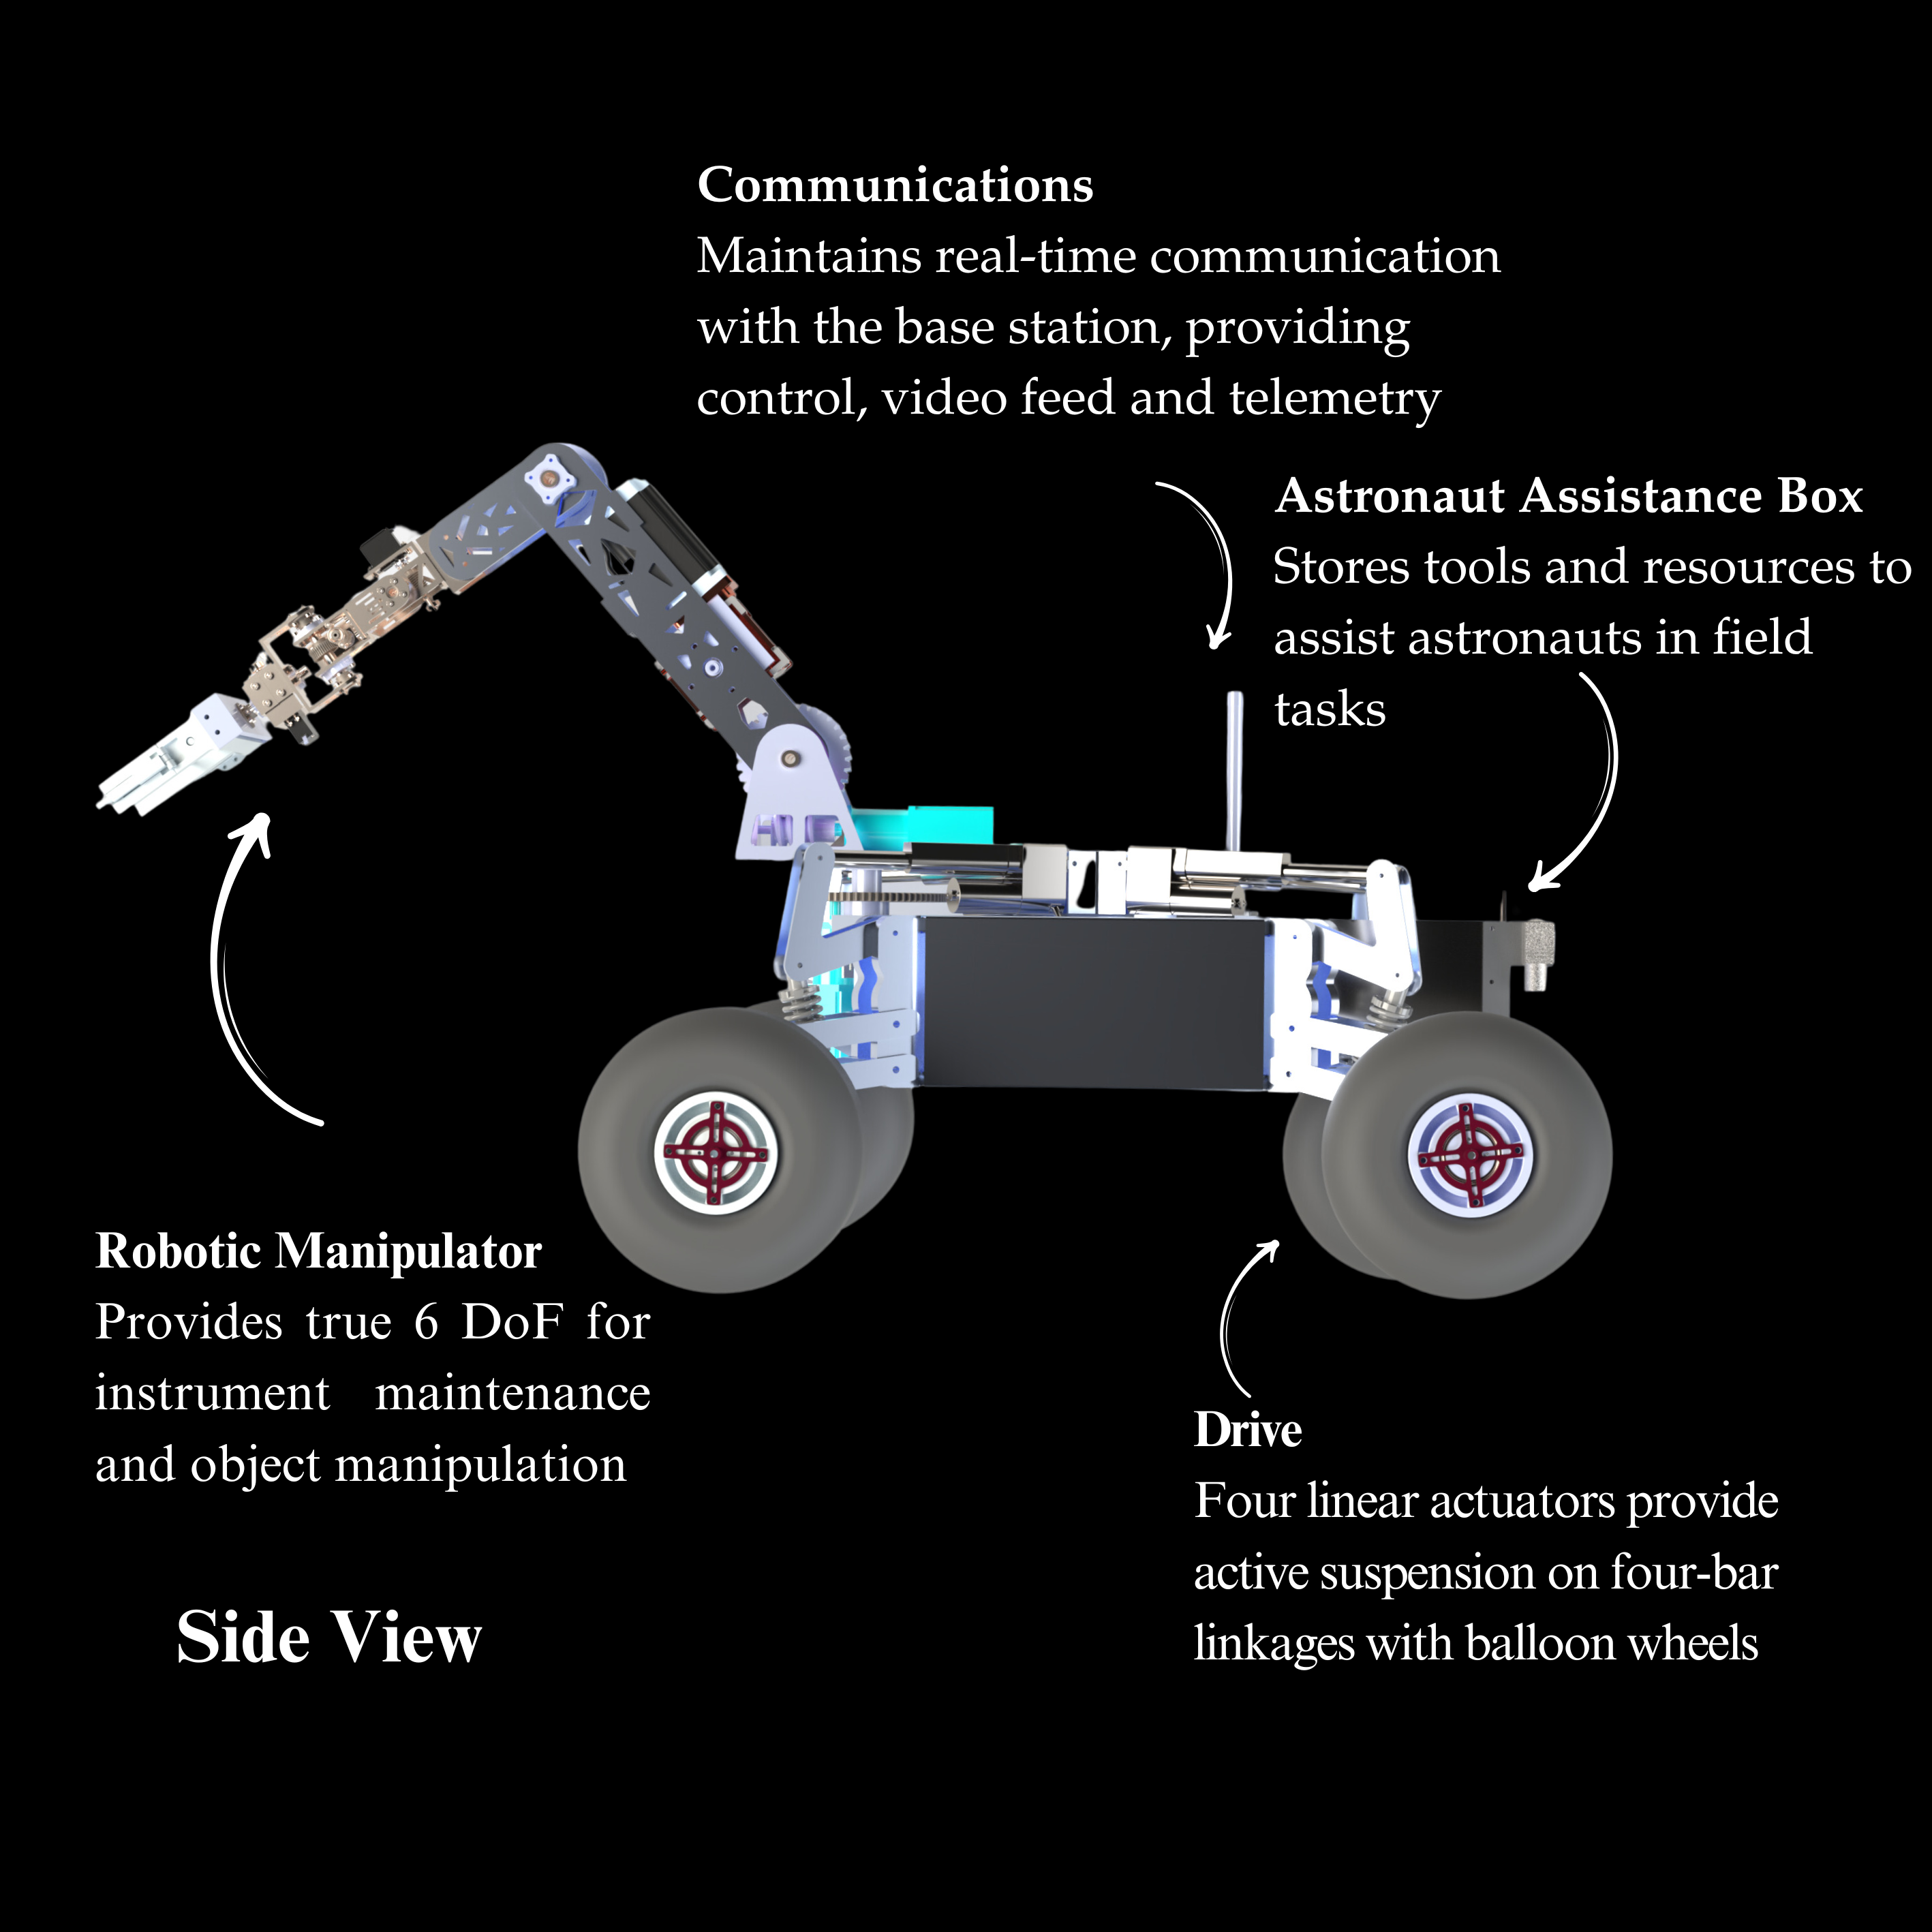 Communications
Maintains real-time communication
with the base station, providing
control, video feed and telemetry
Astronaut Assistance Box
Stores tools and resources to
assist astronauts in field
tasks
Robotic Manipulator
Provides true 6 DoF for
instrument maintenance
and object manipulation
Drive
Four linear actuators provide
active suspension on four-bar
linkages with balloon wheels
Side View